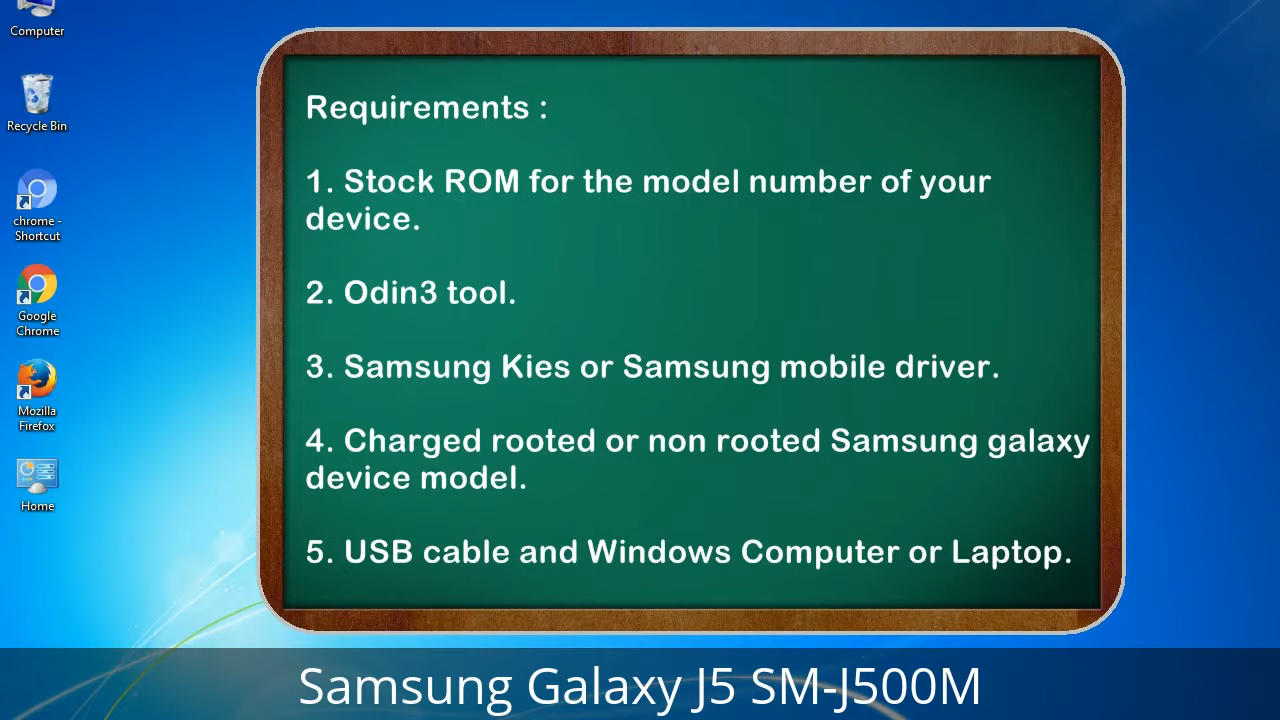 Computer
Recycle Bin
chrome -
Shortcut
Google
Chrome
Mozilla
Firefox
Home
Requirements :
1. Stock ROM for the model number of your
device.
2. Odin3 tool.
3. Samsung Kies or Samsung mobile driver.
4. Charged rooted or non rooted Samsung galaxy
device model.
5. USB cable and Windows Computer or Laptop.
Samsung Galaxy J5 SM-J500M